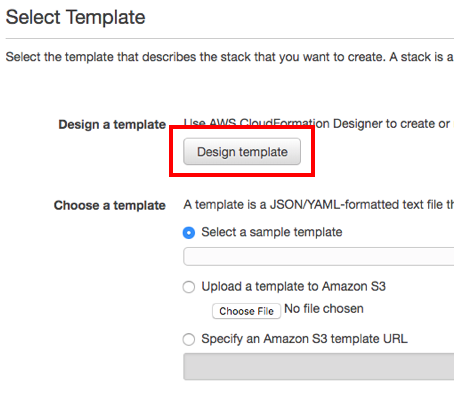 Select Template
Select the template that describes the stack that you want to create. A stack is a
Design a template
Use AWS CloudFormation Designer to create or
Design template
Choose a template
A template is a JSON/YAML-formatted text file th
Select a sample template
Upload a template to Amazon S3
Choose File No file chosen
Specify an Amazon S3 template URL